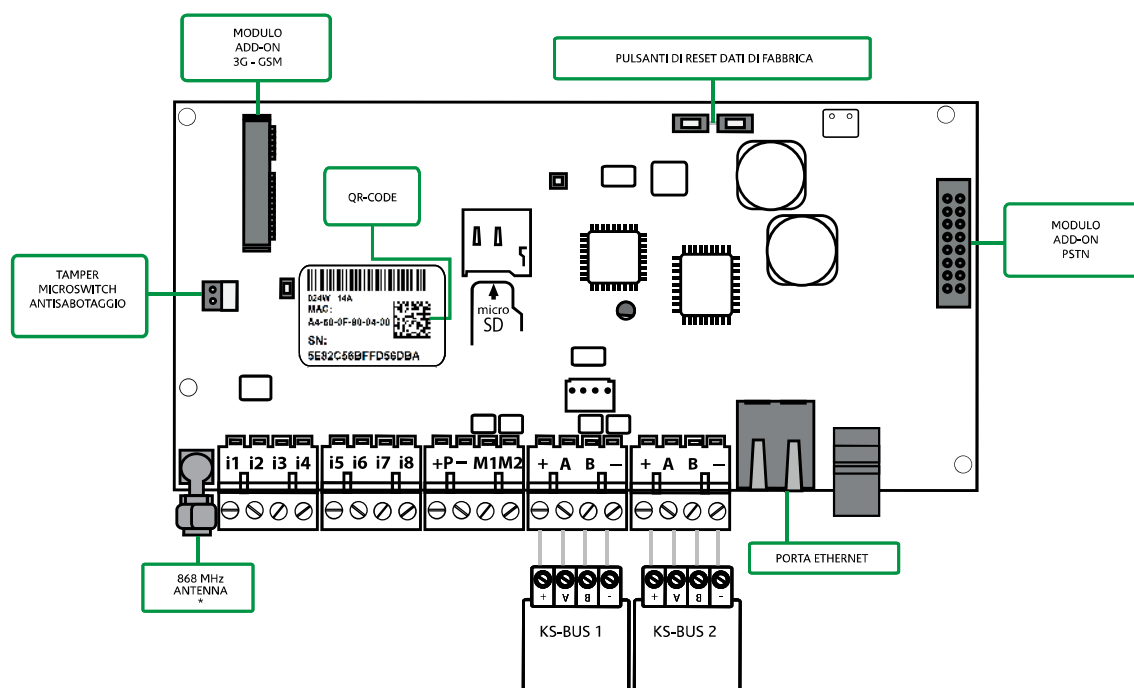 MODULO
ADD-ON
3G - GSM
PULSANTI DI RESET DATI DI FABBRICA
QR-CODE
MODULO
ADD-ON
PSTN
TAMPER
MICROSWITCH
ANTISABOTAGGIO
024W 14A
MAC:
A4-50-0F-80-04-00
SN:
5E82C56BFFD56DBA
micro
SD
i1 i2 i3 i4
i5 i6 i7 i8
+P- M1M2
+ A B -
+ A B -
868 MHz
ANTENNA
*
PORTA ETHERNET
+ A B -
+ A B -
KS-BUS 1
KS-BUS 2